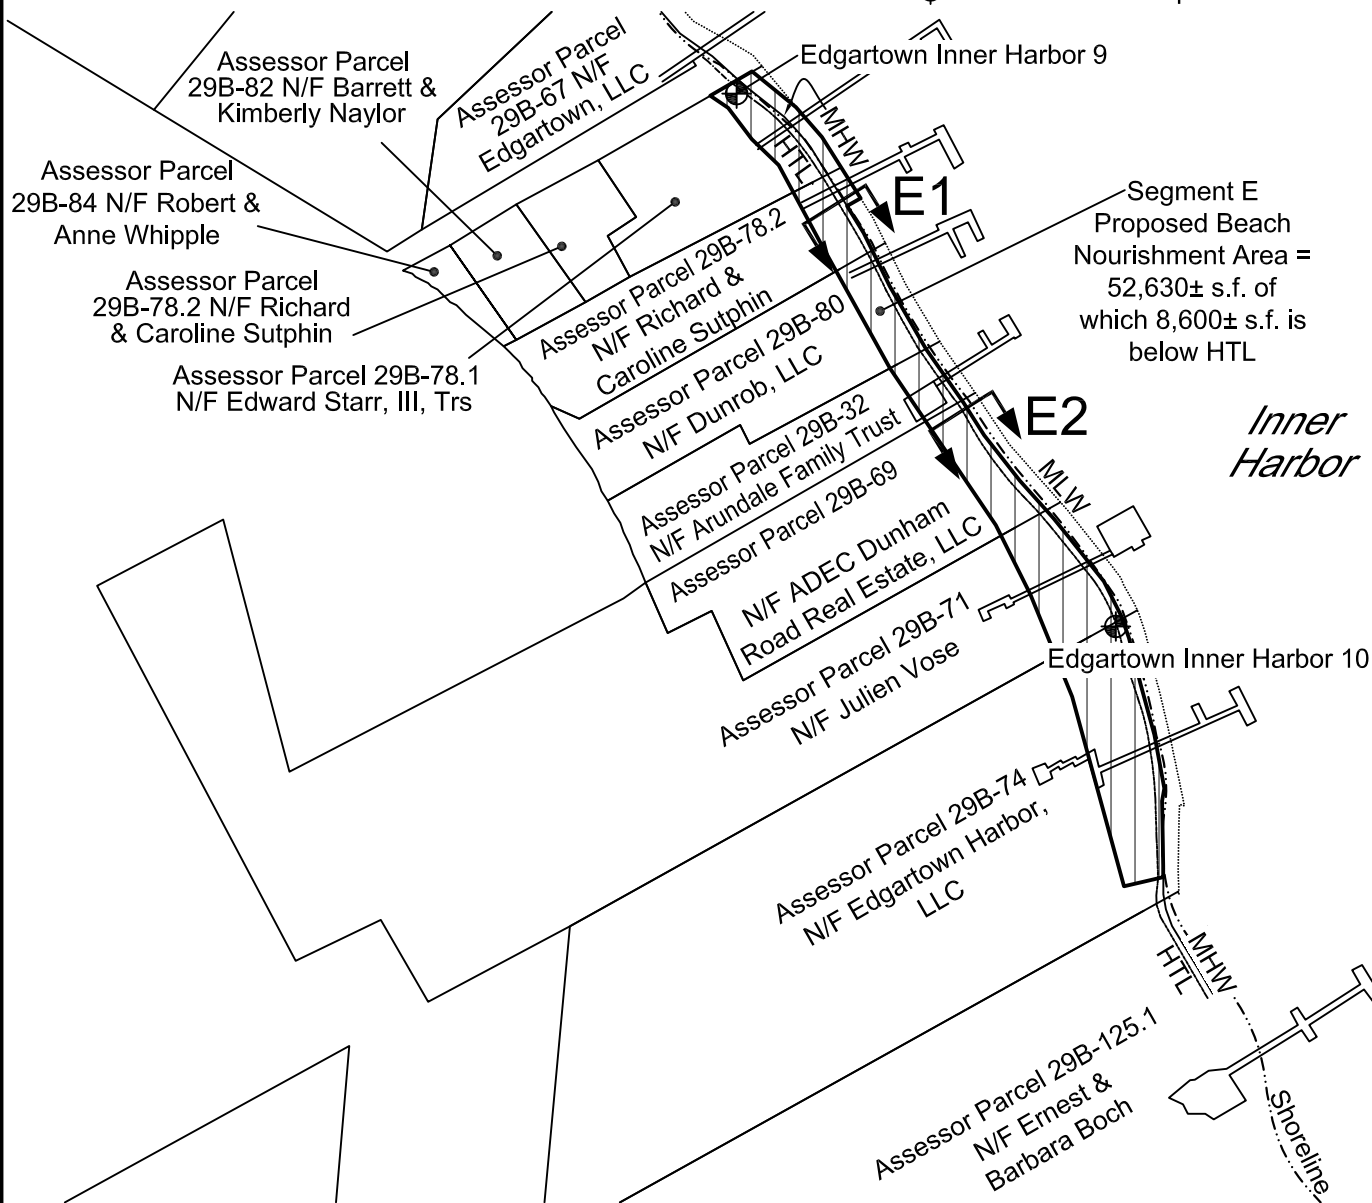 Assessor Parcel
29B-82 N/F Barrett &
Kimberly Naylor
Assessor Parcel
29B-67 N/F
Edgartown, LLC
Edgartown Inner Harbor 9
MHW
HTL
Assessor Parcel
29B-84 N/F Robert &
Anne Whipple
E1
Segment E
Proposed Beach
Nourishment Area =
52,630± s.f. of
which 8,600± s.f. is
below HTL
Assessor Parcel
29B-78.2 N/F Richard
& Caroline Sutphin
Assessor Parcel 29B-78.2
N/F Richard &
Caroline Sutphin
Assessor Parcel 29B-78.1
N/F Edward Starr, III, Trs
Assessor Parcel 29B-80
N/F Dunrob, LLC
E2
Inner
Harbor
Assessor Parcel 29B-32
N/F Arundale Family Trust
MLW
Assessor Parcel 29B-69
N/F ADEC Dunham
Road Real Estate, LLC
Assessor Parcel 29B-71
N/F Julien Vose
Edgartown Inner Harbor 10
Assessor Parcel 29B-74
N/F Edgartown Harbor,
LLC
MHW
HTL
Assessor Parcel 29B-125.1
N/F Ernest &
Barbara Boch
Shoreline